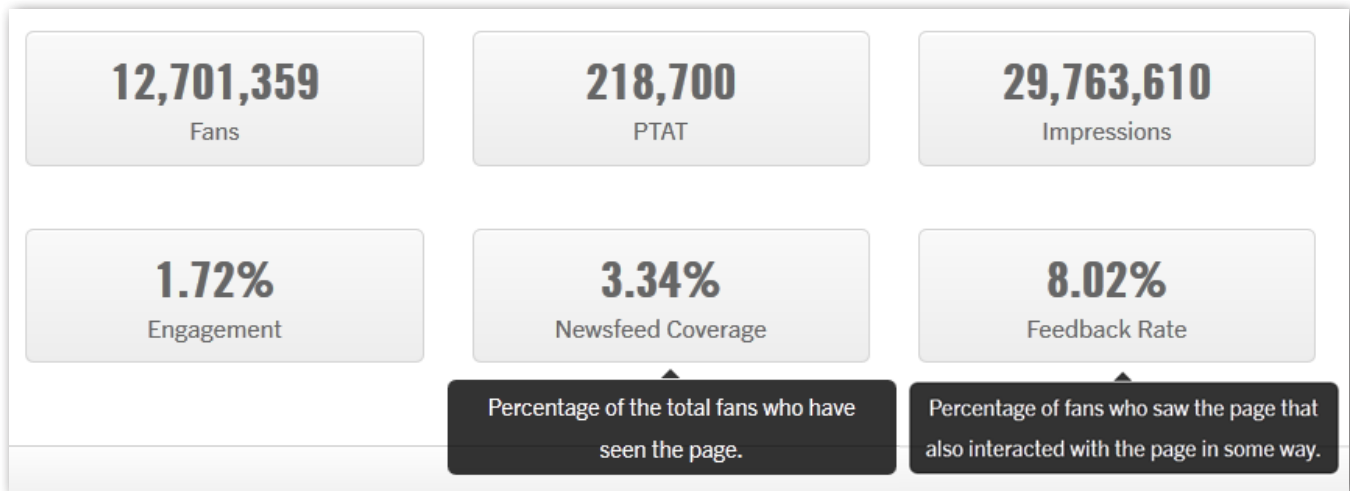 12,701,359
Fans
218,700
PTAT
29,763,610
Impressions
1.72%
Engagement
3.34%
Newsfeed Coverage
8.02%
Feedback Rate
Percentage of the total fans who have
seen the page.
Percentage of fans who saw the page that
also interacted with the page in some way.